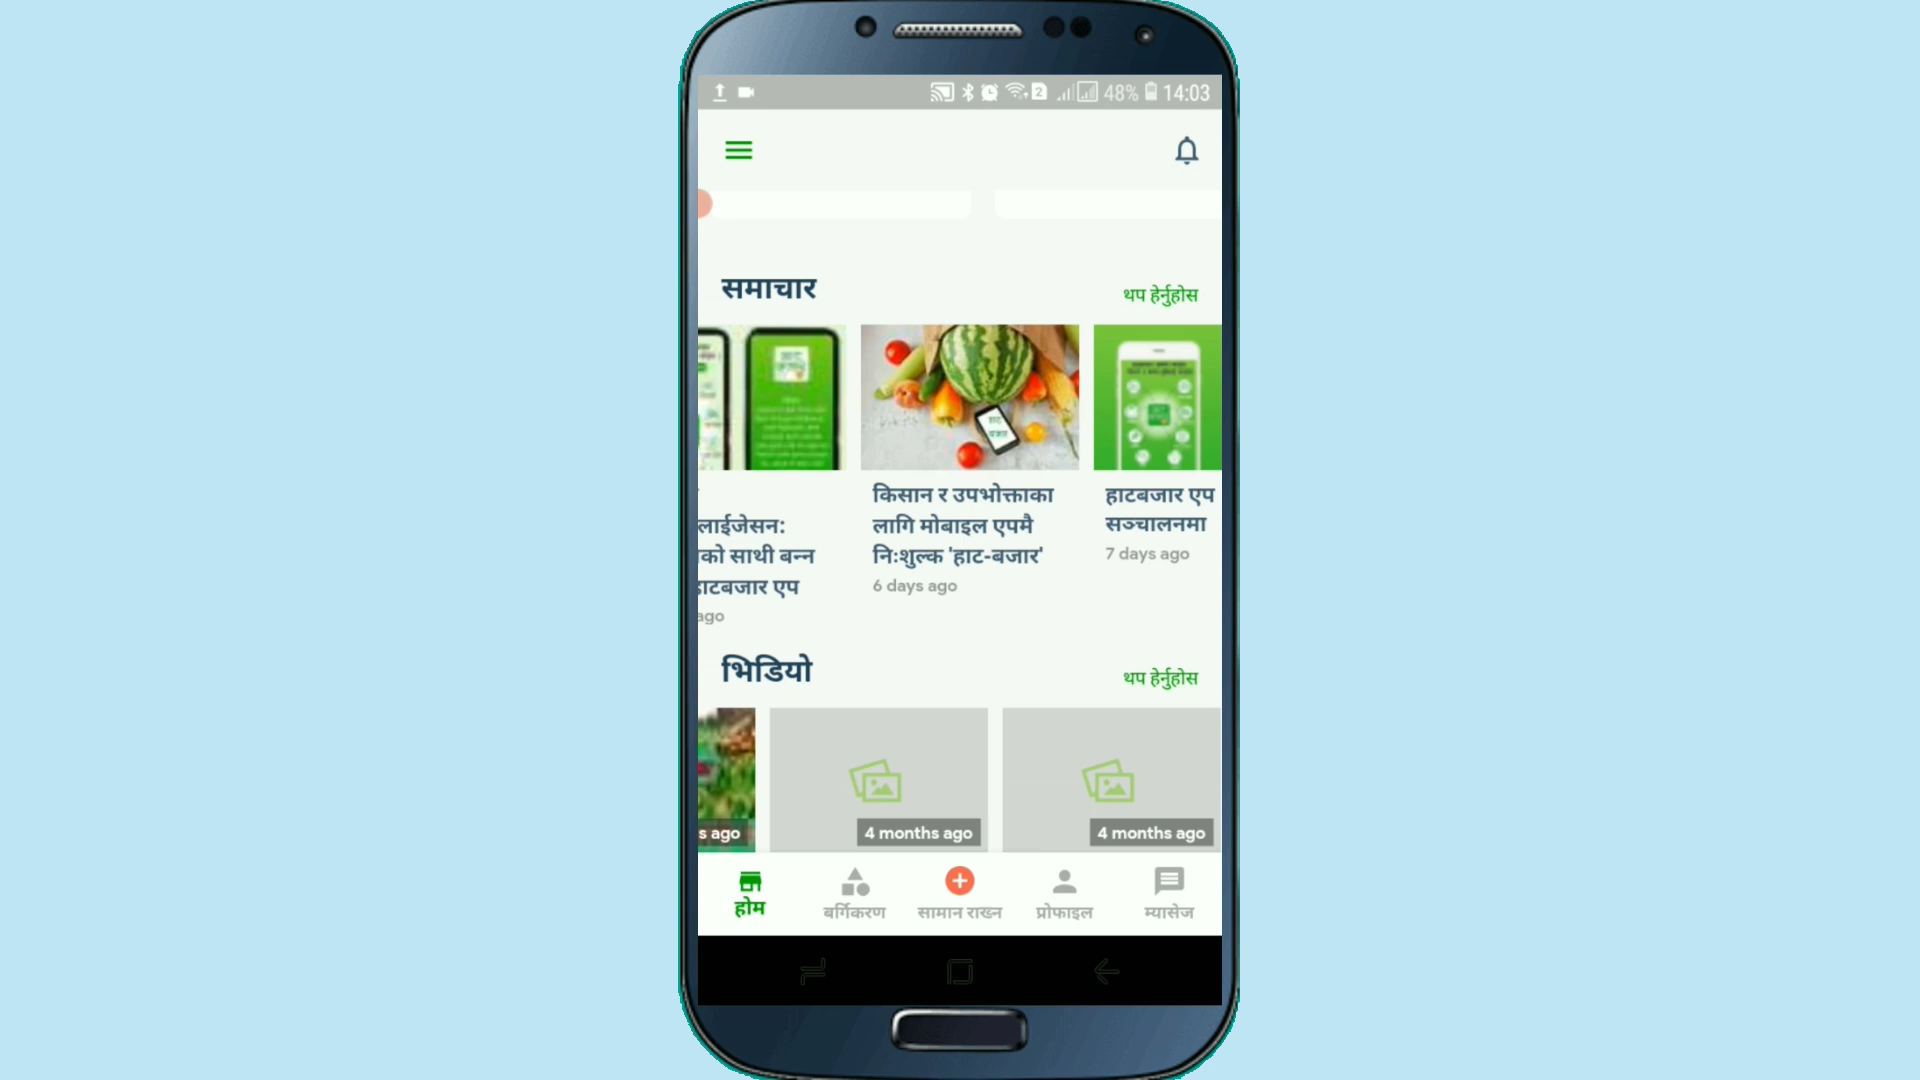 48% 14:03
समाचार
थप हेर्नुहोस
लाईजेसन:
को साथी बन्न
हाटबजार एप
ago
किसान र उपभोक्ताका
लागि मोबाइल एपमै
निःशुल्क 'हाट-बजार'
6 days ago
हाटबजार एप
सञ्चालनमा
7 days ago
भिडियो
थप हेर्नुहोस
s ago
4 months ago
4 months ago
होम
बर्गिकरण
सामान राख्न
प्रोफाइल
म्यासेज